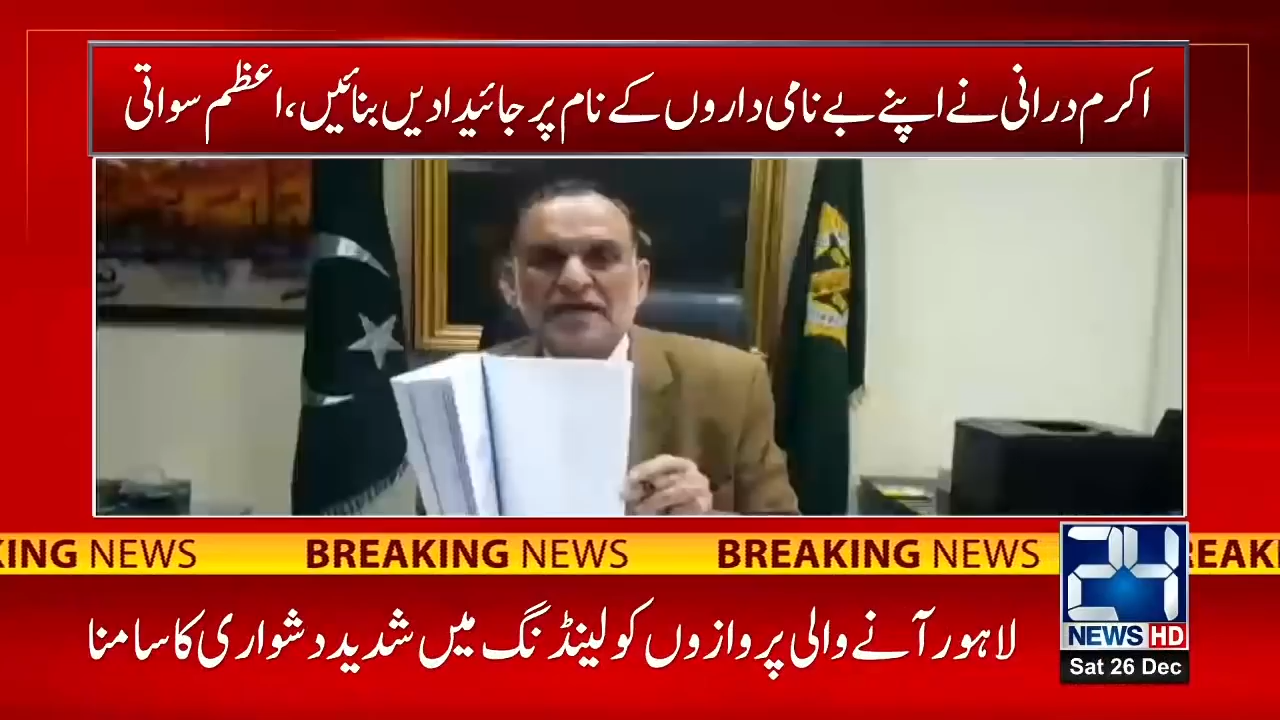 اکرم درانی نے اپنے بے نامی داروں کے نام پر جائیدادیں بنائیں، اعظم سواتی
KING NEWS BREAKING NEWS BREAKING NEWS REAK
24
NEWS HD
Sat 26 Dec
لاہور آنے والی پروازوں کو لینڈنگ میں شدید دشواری کا سامنا